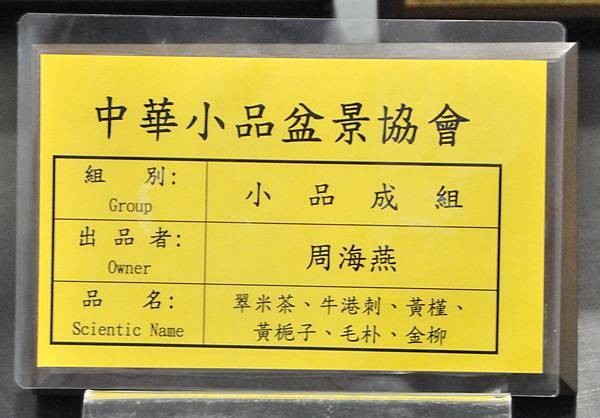 中華小品盆景協會
組 別: 小品成組
Group
出品者: 周海燕
Owner
品 名: 翠米茶、牛港刺、黃槿、
Scientic Name 黃梔子、毛朴、金柳